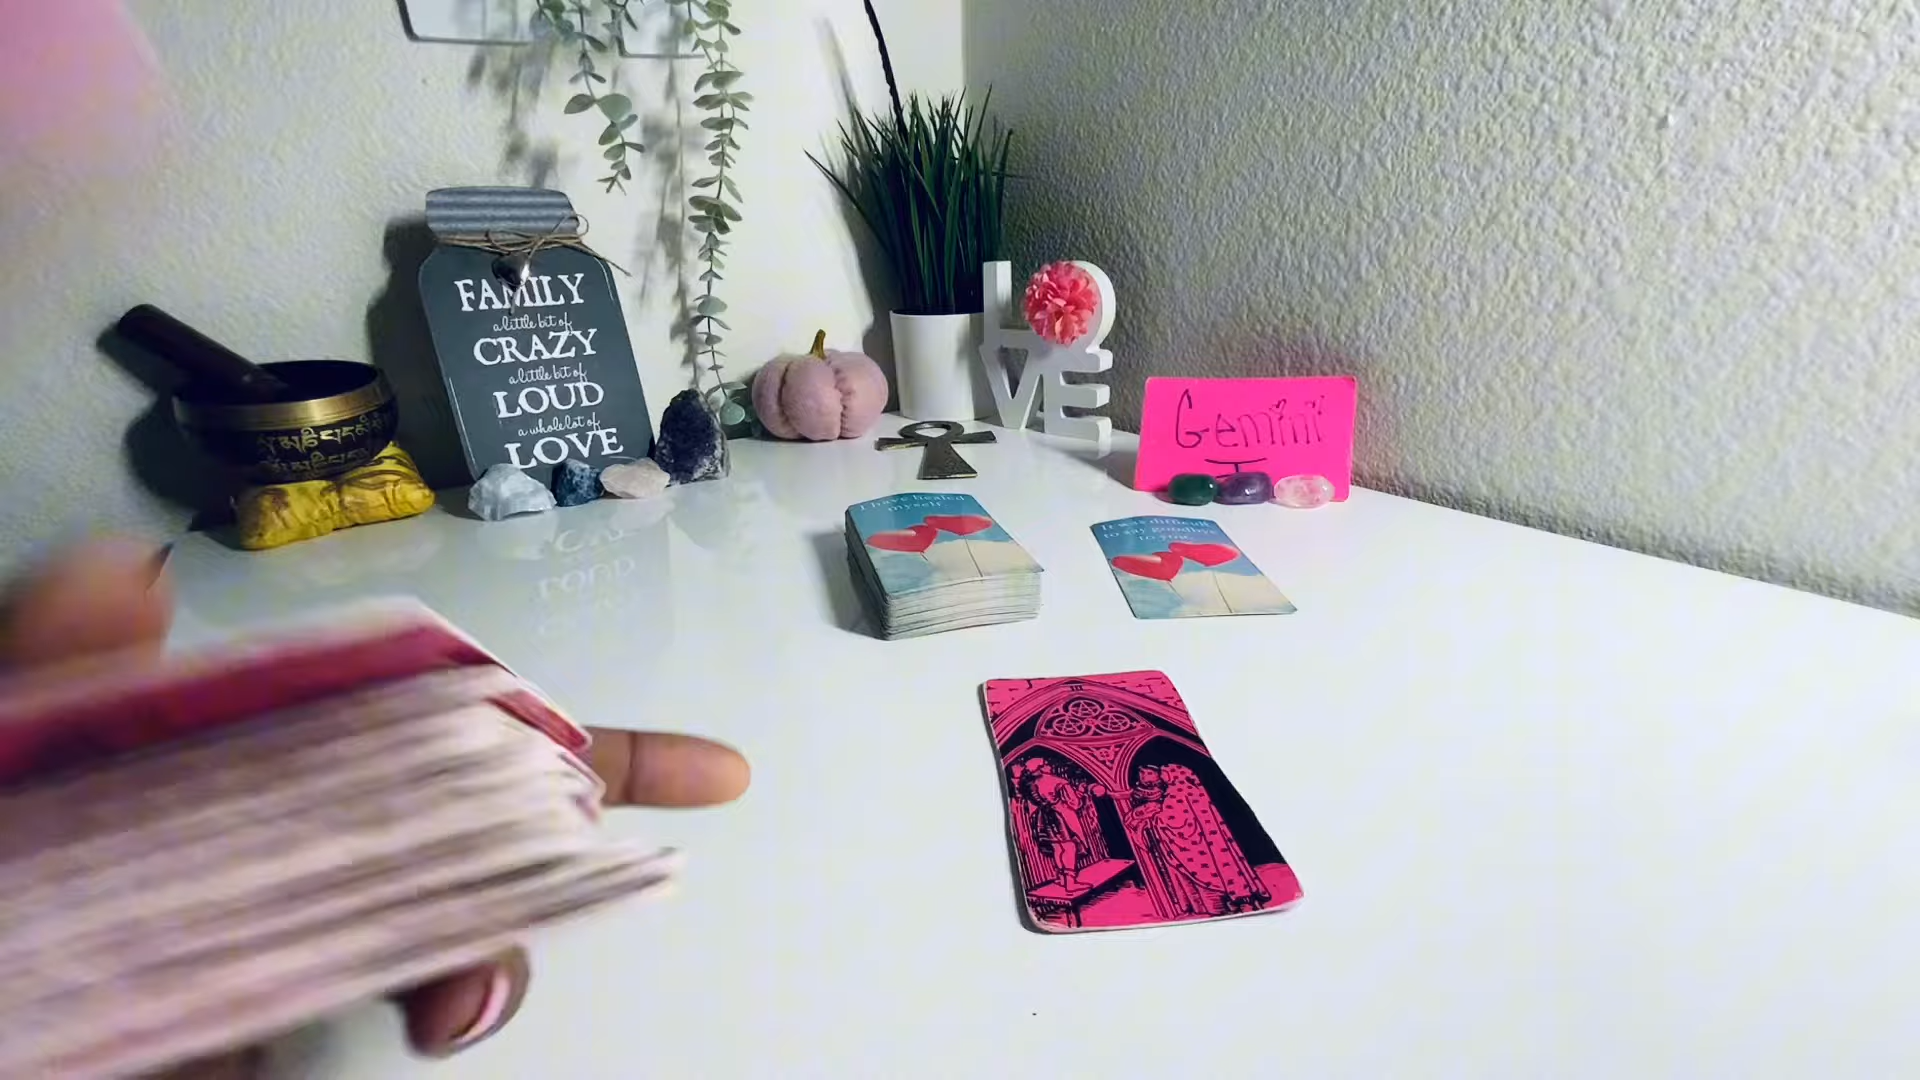 FAMILY
a little bit of
CRAZY
a little bit of
LOUD
a whole lot of
LOVE
LOVE
Gemini
I have healed
myself
It was difficult
to say goodbye
to you.
III